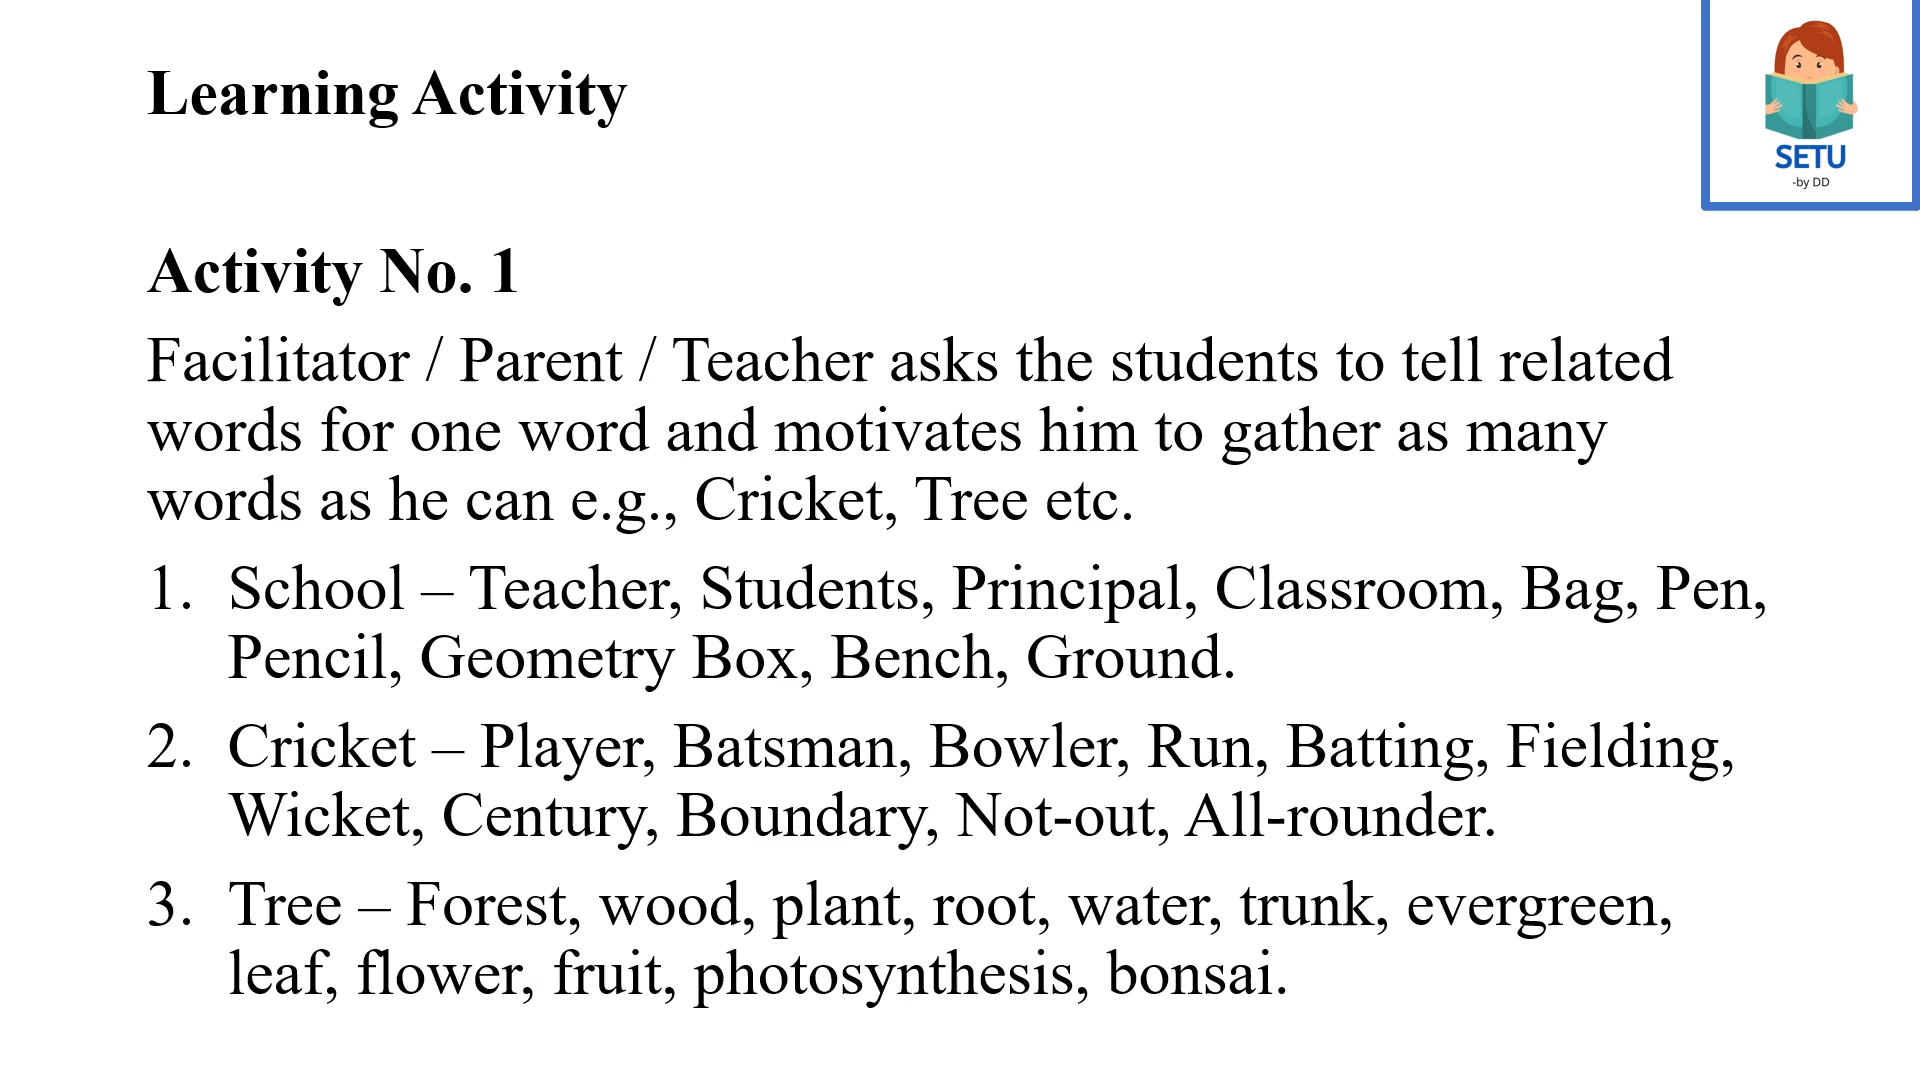 Learning Activity
SETU
-by DD
Activity No. 1
Facilitator / Parent / Teacher asks the students to tell related
words for one word and motivates him to gather as many
words as he can e.g., Cricket, Tree etc.
1. School – Teacher, Students, Principal, Classroom, Bag, Pen,
Pencil, Geometry Box, Bench, Ground.
2. Cricket – Player, Batsman, Bowler, Run, Batting, Fielding,
Wicket, Century, Boundary, Not-out, All-rounder.
3. Tree – Forest, wood, plant, root, water, trunk, evergreen,
leaf, flower, fruit, photosynthesis, bonsai.